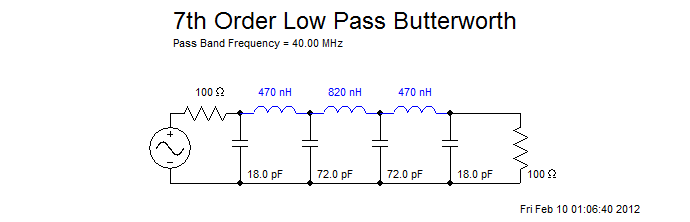 7th Order Low Pass Butterworth
Pass Band Frequency = 40.00 MHz
100 Ω 470 nH 820 nH 470 nH
+
-
18.0 pF 72.0 pF 72.0 pF 18.0 pF 100 Ω
Fri Feb 10 01:06:40 2012